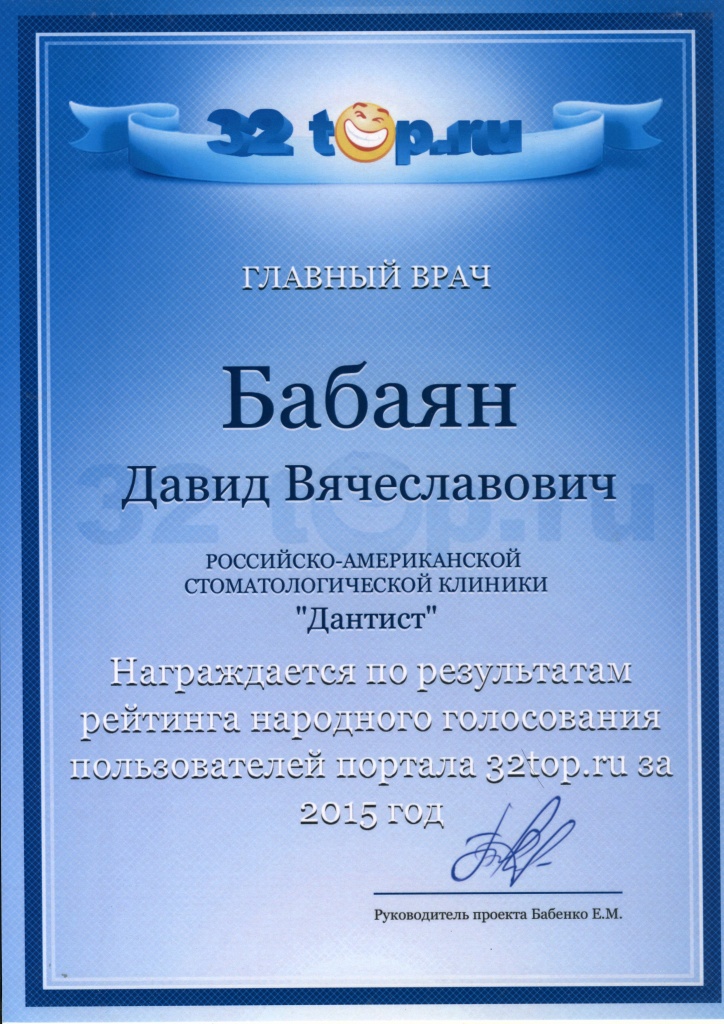 32 top.ru
ГЛАВНЫЙ ВРАЧ
Бабаян
Давид Вячеславович
32 top.ru
РОССИЙСКО-АМЕРИКАНСКОЙ
СТОМАТОЛОГИЧЕСКОЙ КЛИНИКИ
"Дантист"
Награждается по результатам
рейтинга народного голосования
пользователей портала 32top.ru за
2015 год
Руководитель проекта Бабенко Е.М.